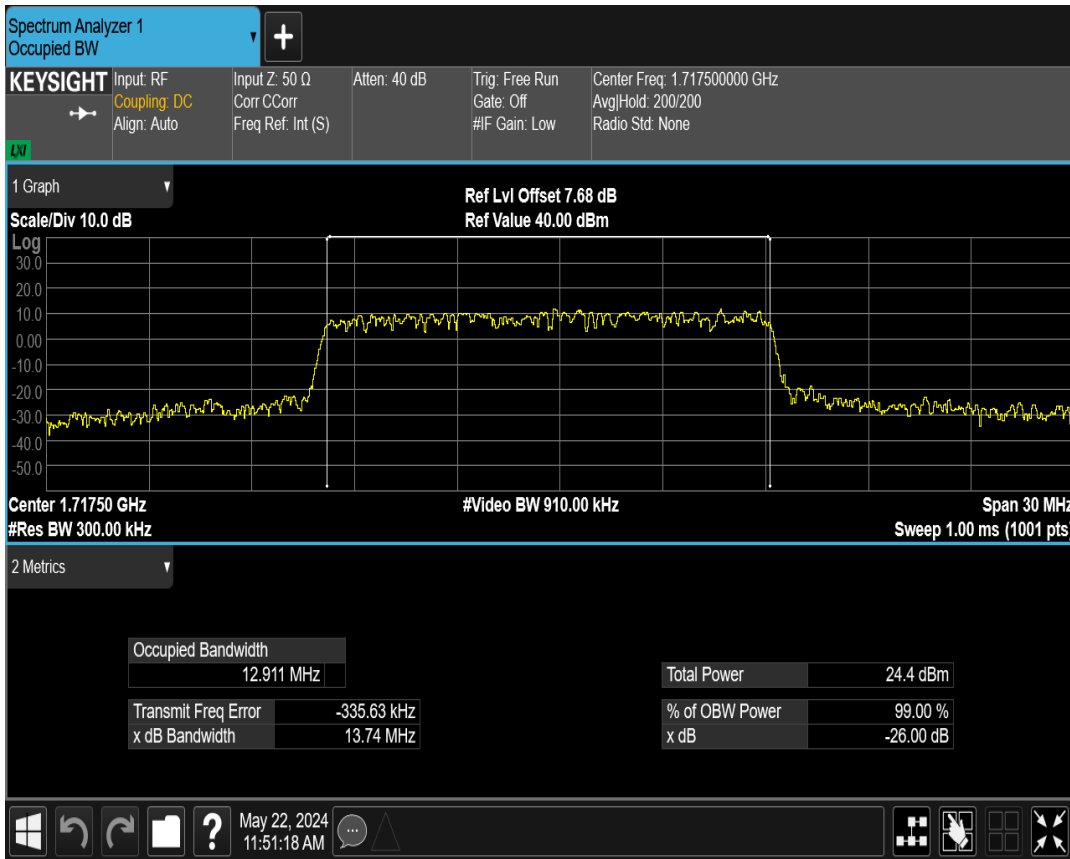 Spectrum Analyzer 1
Occupied BW
▼
+
KEYSIGHT
LXI
Input: RF
Coupling: DC
Align: Auto
Input Z: 50 Ω
Corr CCorr
Freq Ref: Int (S)
Atten: 40 dB
Trig: Free Run
Gate: Off
#IF Gain: Low
Center Freq: 1.717500000 GHz
Avg|Hold: 200/200
Radio Std: None
1 Graph ▼
Scale/Div 10.0 dB
Ref Lvl Offset 7.68 dB
Ref Value 40.00 dBm
Log
30.0
20.0
10.0
0.00
-10.0
-20.0
-30.0
-40.0
-50.0
Center 1.71750 GHz
#Res BW 300.00 kHz
#Video BW 910.00 kHz
Span 30 MHz
Sweep 1.00 ms (1001 pts)
2 Metrics ▼
Occupied Bandwidth
12.911 MHz
Transmit Freq Error -335.63 kHz
x dB Bandwidth 13.74 MHz
Total Power 24.4 dBm
% of OBW Power 99.00 %
x dB -26.00 dB
?
May 22, 2024
11:51:18 AM